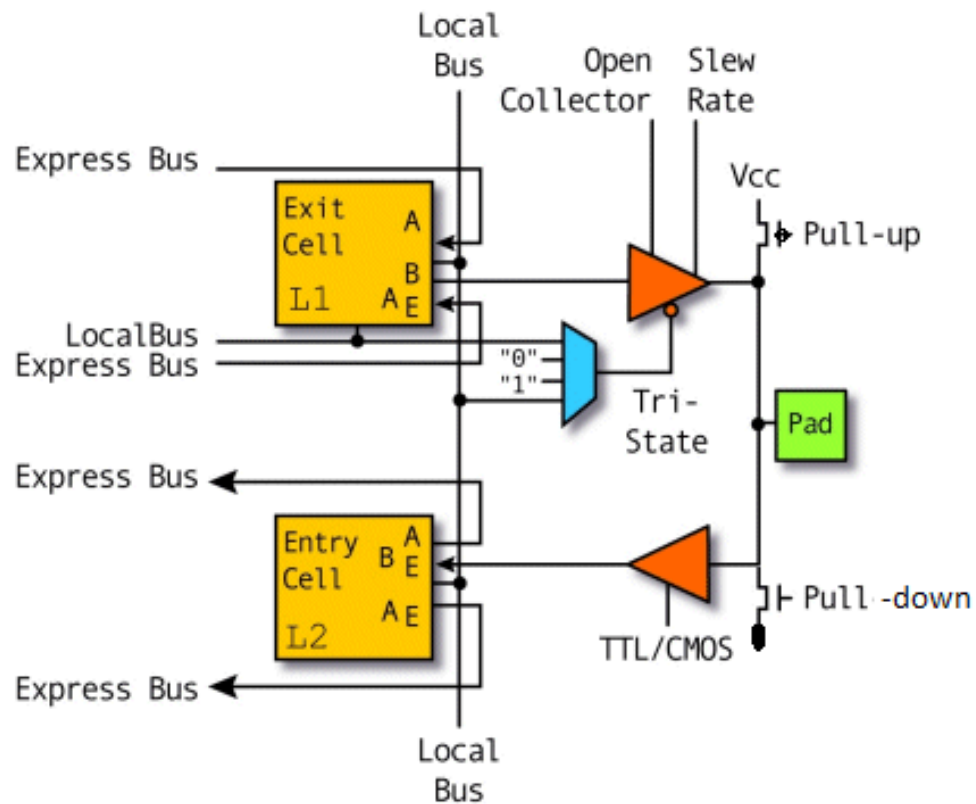 Local
Bus
Open
Collector
Slew
Rate
Express Bus
Vcc
Exit
Cell
A
Pull-up
B
L1
A E
LocalBus
Express Bus
"0"
"1"
Tri-
State
Pad
Express Bus
Entry
Cell
A
B E
A E
L2
Pull -down
TTL/CMOS
Express Bus
Local
Bus